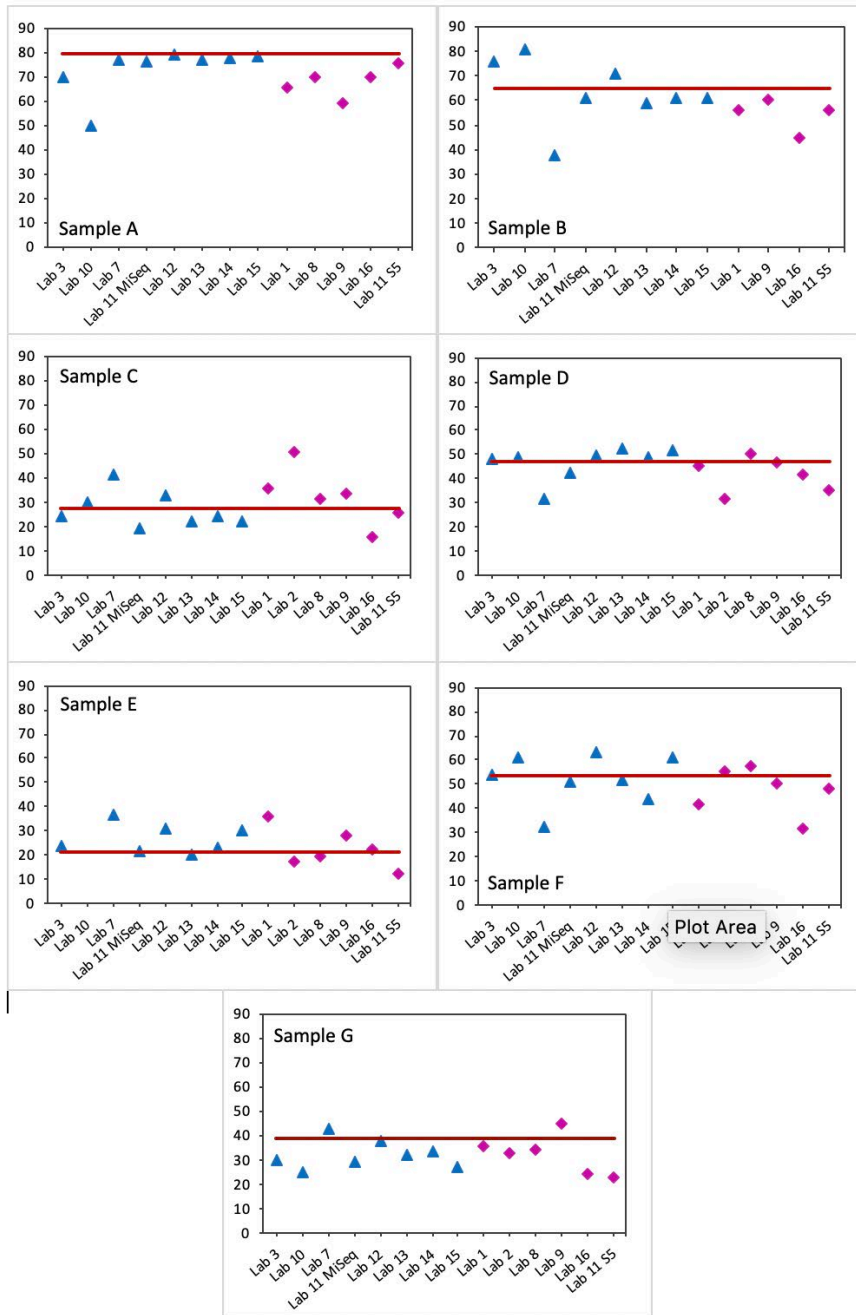 90
80
70
60
50
40
30
20
10
0
Sample A
Lab 3
Lab 10
Lab 7
Lab 11 MiSeq
Lab 12
Lab 13
Lab 14
Lab 15
Lab 1
Lab 8
Lab 9
Lab 16
Lab 11 S5
90
80
70
60
50
40
30
20
10
0
Sample B
Lab 3
Lab 10
Lab 7
Lab 11 MiSeq
Lab 12
Lab 13
Lab 14
Lab 15
Lab 1
Lab 9
Lab 16
Lab 11 S5
90
80
70
60
50
40
30
20
10
0
Sample C
Lab 3
Lab 10
Lab 7
Lab 11 MiSeq
Lab 12
Lab 13
Lab 14
Lab 15
Lab 1
Lab 2
Lab 8
Lab 9
Lab 16
Lab 11 S5
90
80
70
60
50
40
30
20
10
0
Sample D
Lab 3
Lab 10
Lab 7
Lab 11 MiSeq
Lab 12
Lab 13
Lab 14
Lab 15
Lab 1
Lab 2
Lab 8
Lab 9
Lab 16
Lab 11 S5
90
80
70
60
50
40
30
20
10
0
Sample E
Lab 3
Lab 10
Lab 7
Lab 11 MiSeq
Lab 12
Lab 13
Lab 14
Lab 15
Lab 1
Lab 2
Lab 8
Lab 9
Lab 16
Lab 11 S5
90
80
70
60
50
40
30
20
10
0
Sample F
Plot Area
Lab 3
Lab 10
Lab 7
Lab 11 MiSeq
Lab 12
Lab 13
Lab 14
Lab 16
Lab 11 S5
90
80
70
60
50
40
30
20
10
0
Sample G
Lab 3
Lab 10
Lab 7
Lab 11 MiSeq
Lab 12
Lab 13
Lab 14
Lab 15
Lab 1
Lab 2
Lab 8
Lab 9
Lab 16
Lab 11 S5